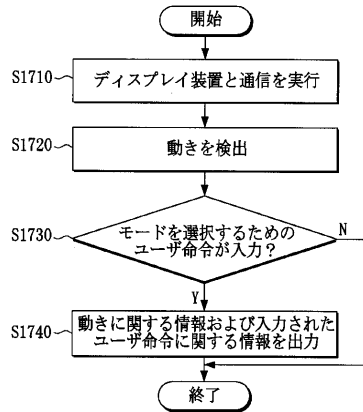 開始
S1710
ディスプレイ装置と通信を実行
S1720
動きを検出
S1730
モードを選択するための
ユーザ命令が入力？
N
Y
S1740
動きに関する情報および入力された
ユーザ命令に関する情報を出力
終了